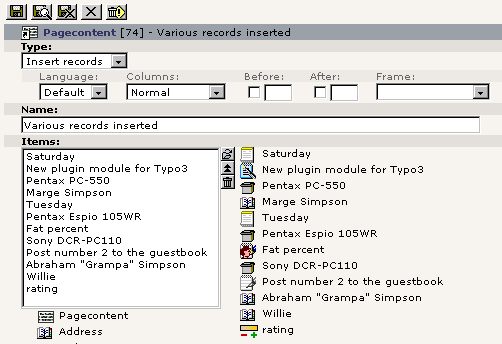 Pagecontent [74] - Various records inserted
Type:
Insert records
Language: Columns: Before: After: Frame:
Default Normal
Name:
Various records inserted
Items:
Saturday Saturday
New plugin module for Typo3 New plugin module for Typo3
Pentax PC-550 Pentax PC-550
Marge Simpson Marge Simpson
Tuesday Tuesday
Pentax Espio 105WR Pentax Espio 105WR
Fat percent Fat percent
Sony DCR-PC110 Sony DCR-PC110
Post number 2 to the guestbook Post number 2 to the guestbook
Abraham "Grampa" Simpson Abraham "Grampa" Simpson
Willie Willie
rating rating
Pagecontent
Address